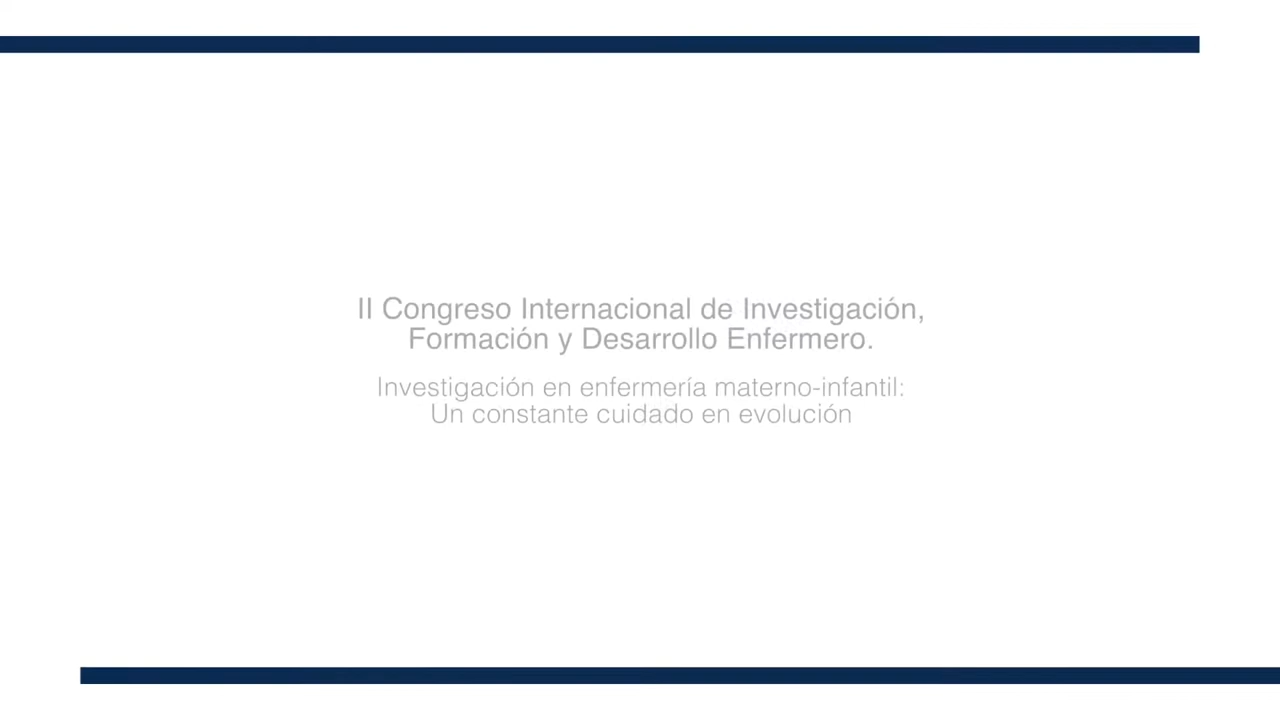 II Congreso Internacional de Investigación,
Formación y Desarrollo Enfermero.
Investigación en enfermería materno-infantil:
Un constante cuidado en evolución